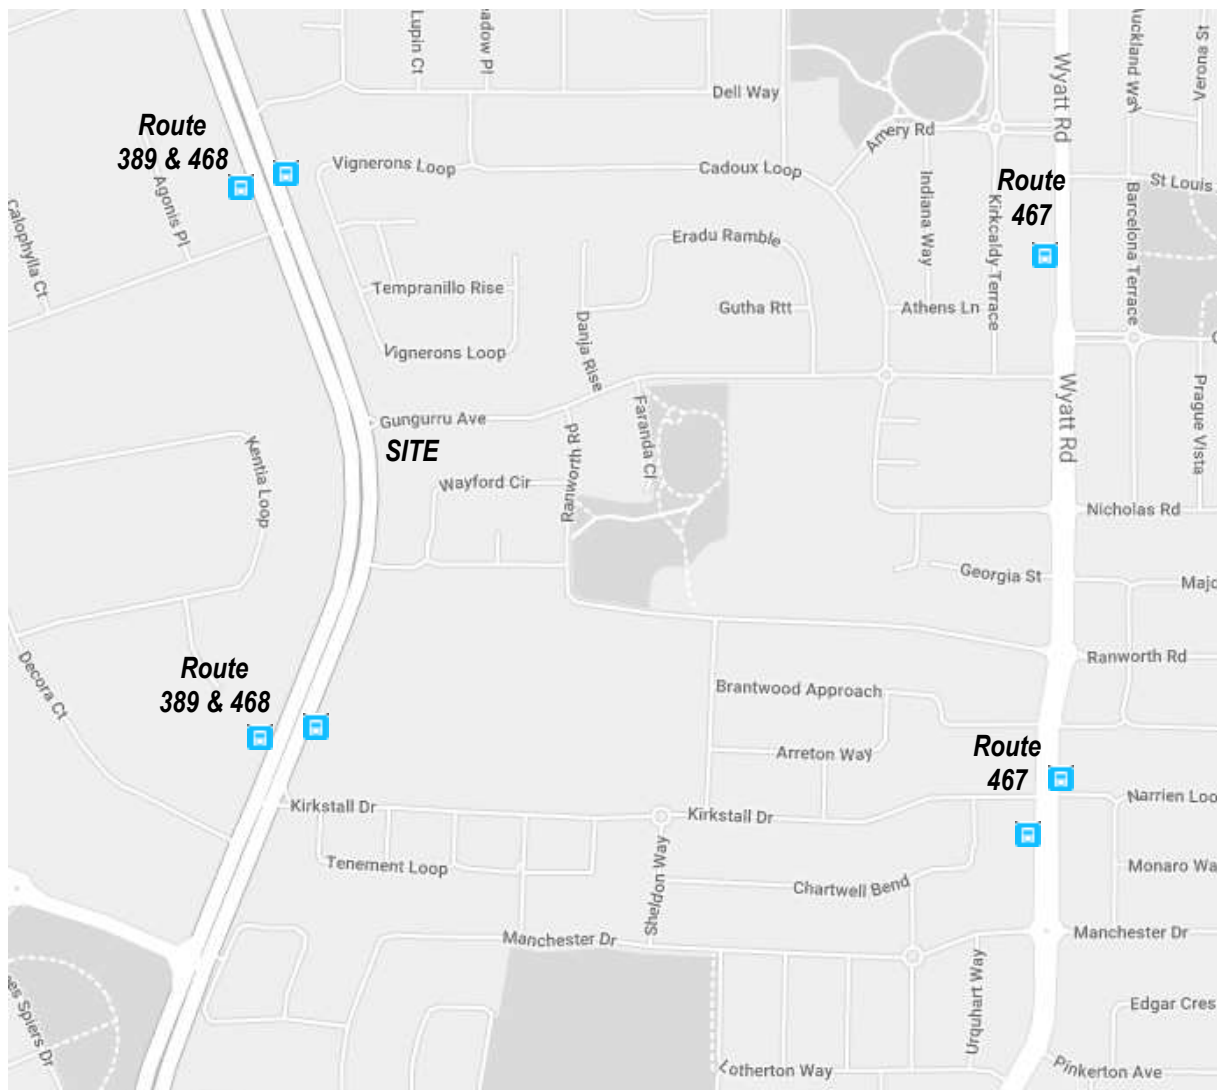 Lupin Ct
adow Pl
Auckland Way
Verona St
Wyatt Rd
Dell Way
Route
389 & 468
Amery Rd
Vignerons Loop
Cadoux Loop
Route
467
St Louis
Agonis Pl
Indiana Way
Kirkcaldy Terrace
Barcelona Terrace
Calophylla Ct
Eradu Ramble
Tempranillo Rise
Gutha Rtt
Athens Ln
Danja Rise
Vignerons Loop
Wyatt Rd
Prague Vista
Gungurru Ave
SITE
Faranda Cl
Ranworth Rd
Kentia Loop
Wayford Cir
Nicholas Rd
Georgia St
Majo
Decora Ct
Ranworth Rd
Route
389 & 468
Brantwood Approach
Arreton Way
Route
467
Kirkstall Dr
Kirkstall Dr
Narrien Loo
Tenement Loop
Sheldon Way
Chartwell Bend
Monaro Wa
Manchester Dr
Manchester Dr
es Spiers Dr
Urquhart Way
Edgar Cres
Lotherton Way
Pinkerton Ave